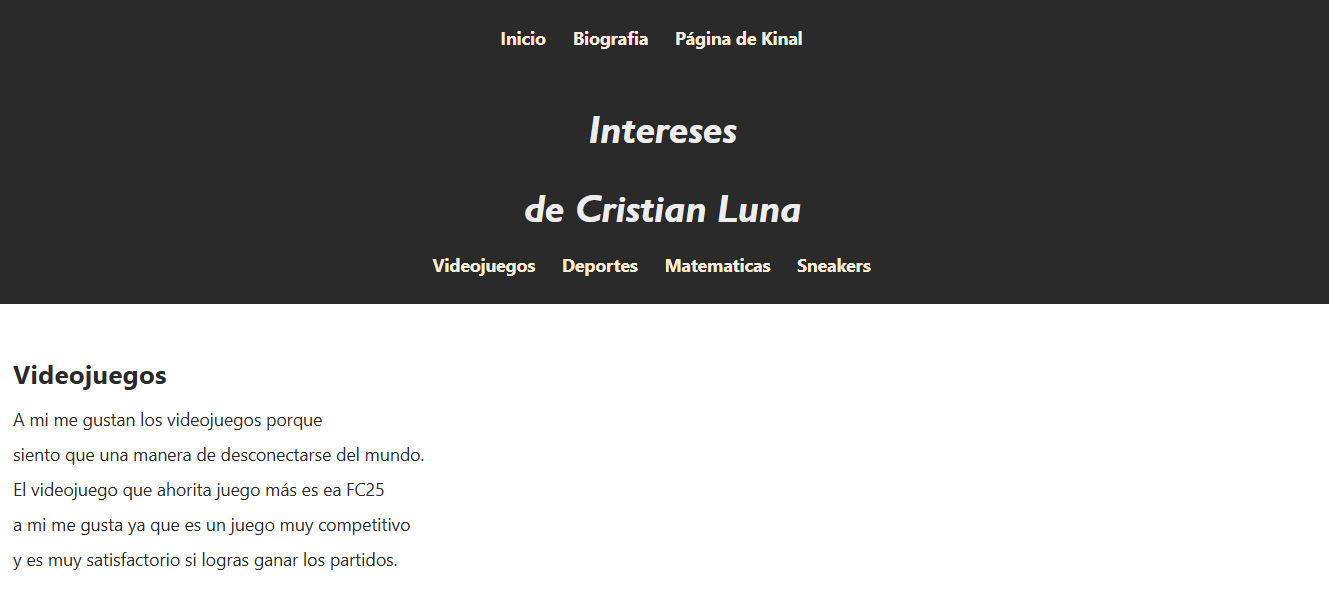 Inicio Biografia Página de Kinal
Intereses
de Cristian Luna
Videojuegos Deportes Matematicas Sneakers
Videojuegos
A mi me gustan los videojuegos porque
siento que una manera de desconectarse del mundo.
El videojuego que ahorita juego más es ea FC25
a mi me gusta ya que es un juego muy competitivo
y es muy satisfactorio si logras ganar los partidos.